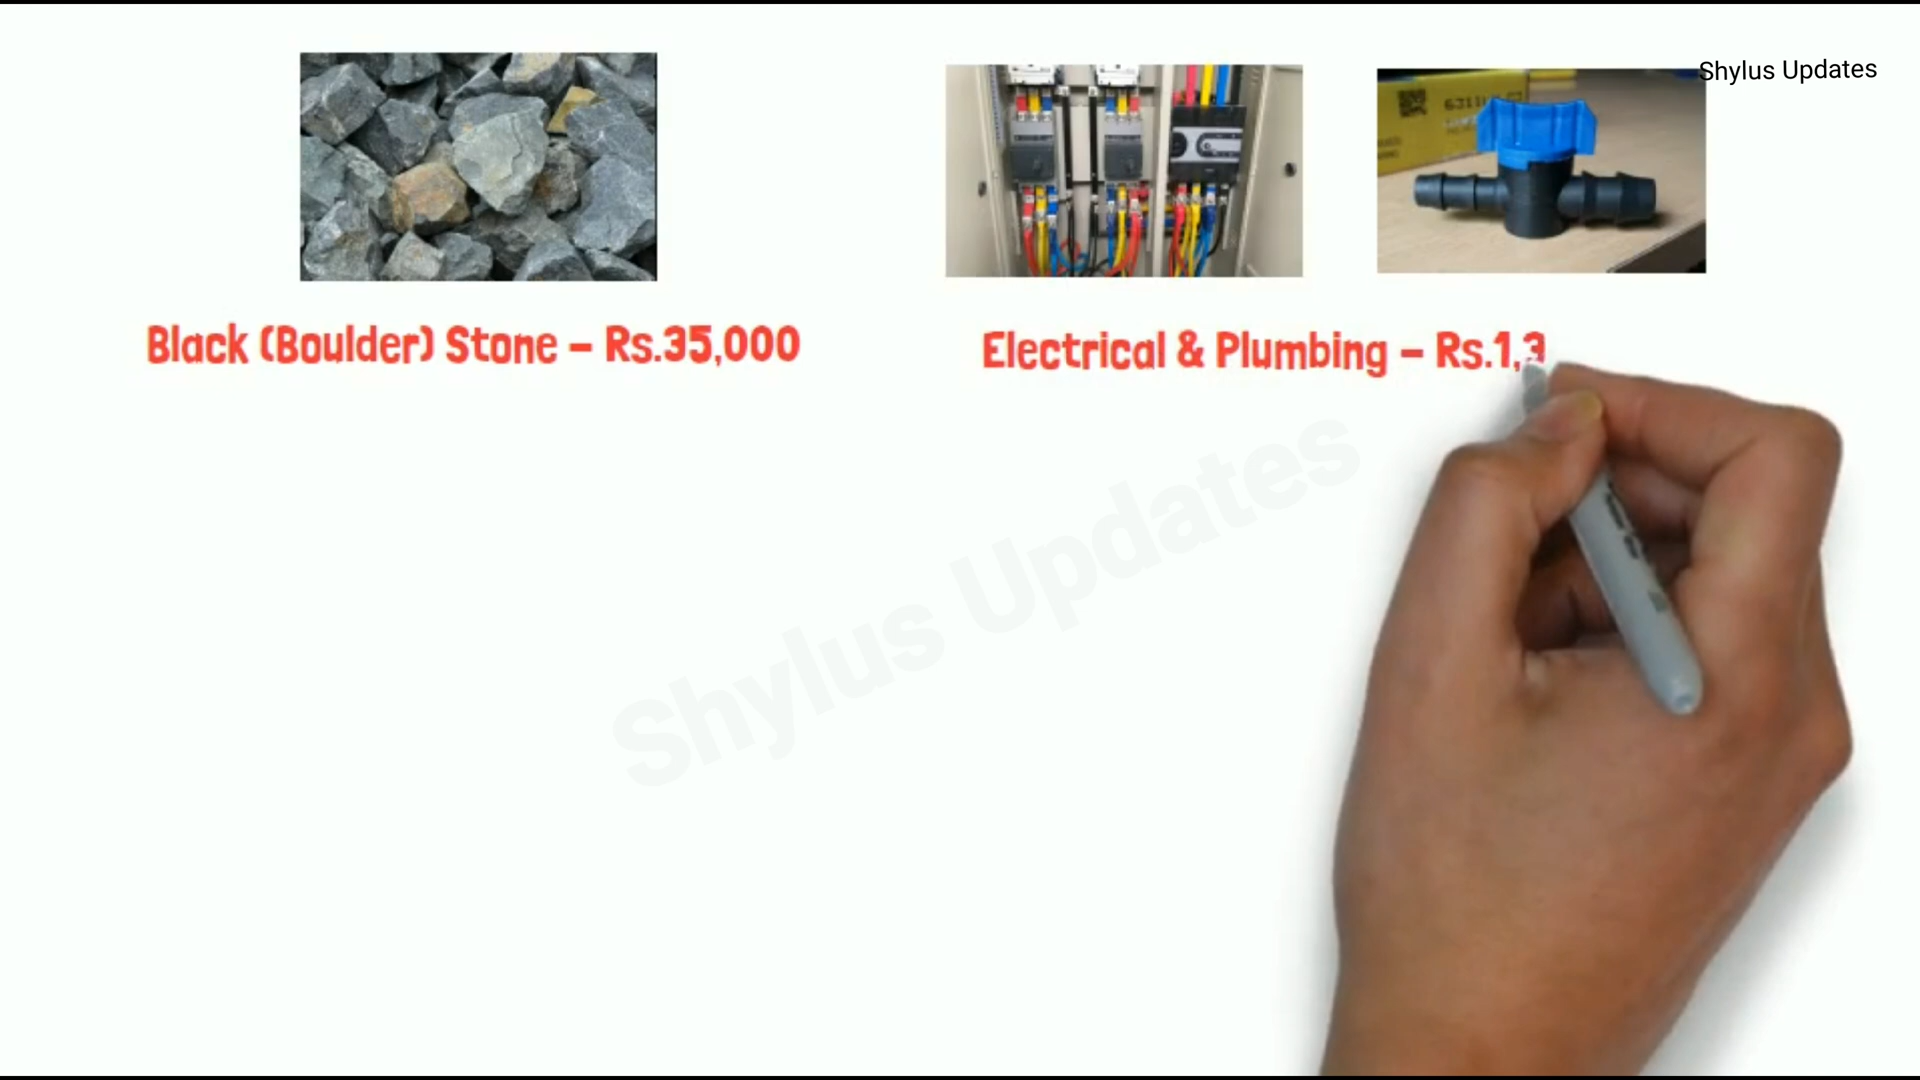 Shylus Updates
Black (Boulder) Stone – Rs.35,000
Electrical & Plumbing – Rs.1,3
Shylus Updates